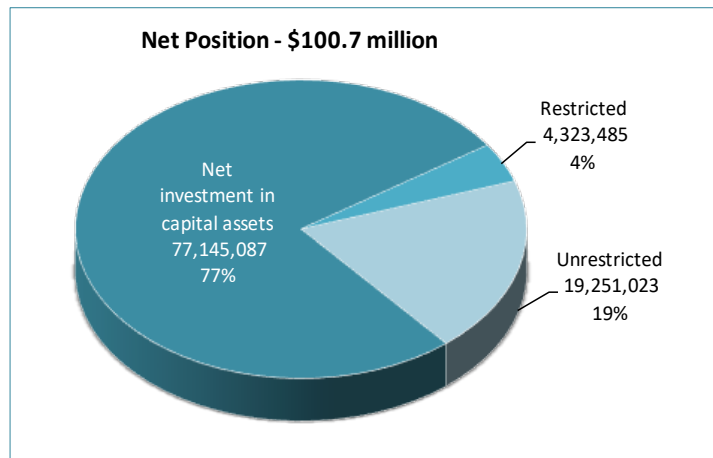 Net Position - $100.7 million
Restricted
4,323,485
4%
Net
investment in
capital assets
77,145,087
77%
Unrestricted
19,251,023
19%